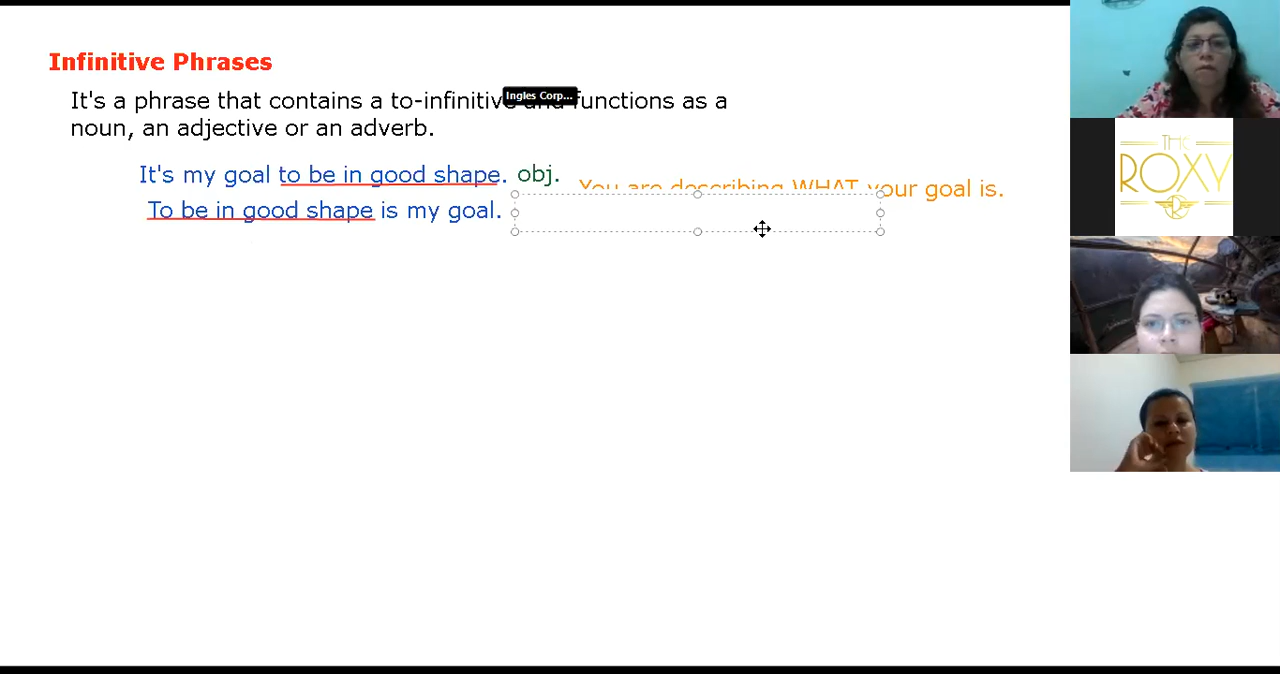 Infinitive Phrases
It's a phrase that contains a to-infinitive and functions as a
Ingles Corp...
noun, an adjective or an adverb.
It's my goal to be in good shape. obj.
You are describing WHAT your goal is.
To be in good shape is my goal.
THE
ROXY
R